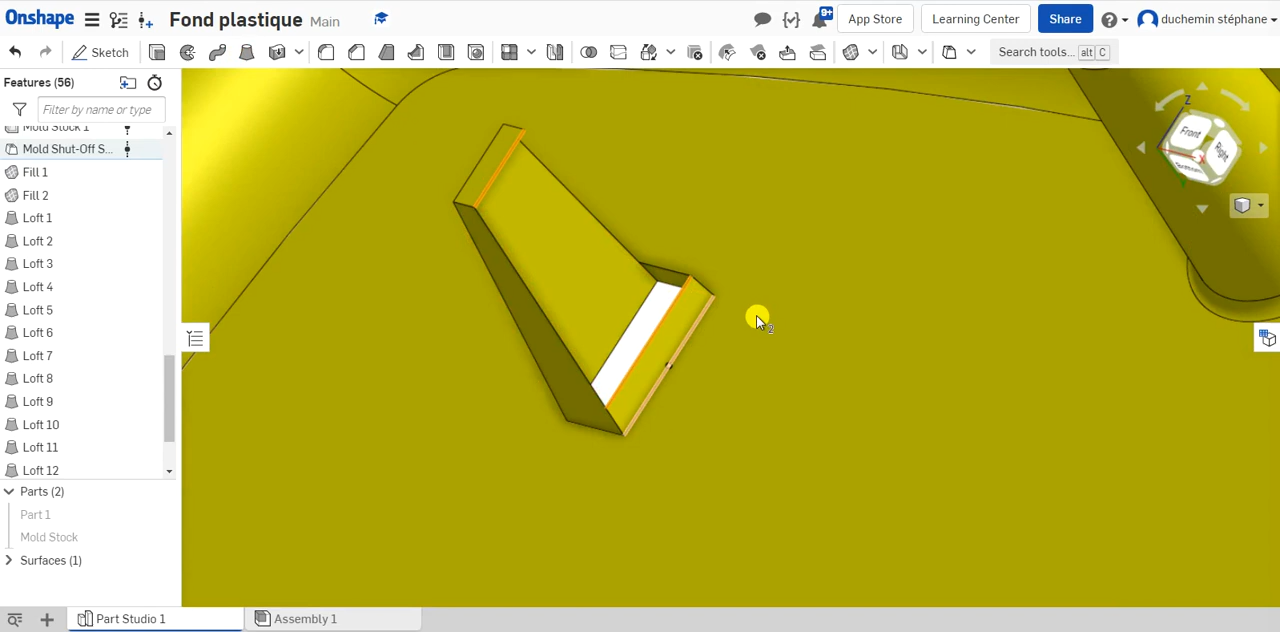 Onshape Fond plastique Main 9+ App Store Learning Center Share duchemin stéphane
Sketch Search tools... alt C
Features (56)
Filter by name or type
Mold Stock 1
Mold Shut-Off S...
Fill 1
Fill 2
Loft 1
Loft 2
Loft 3
Loft 4
Loft 5
Loft 6
Loft 7
Loft 8
Loft 9
Loft 10
Loft 11
Loft 12
Parts (2)
Part 1
Mold Stock
Surfaces (1)
Z
Front
Right
X
Y
2
Part Studio 1 Assembly 1